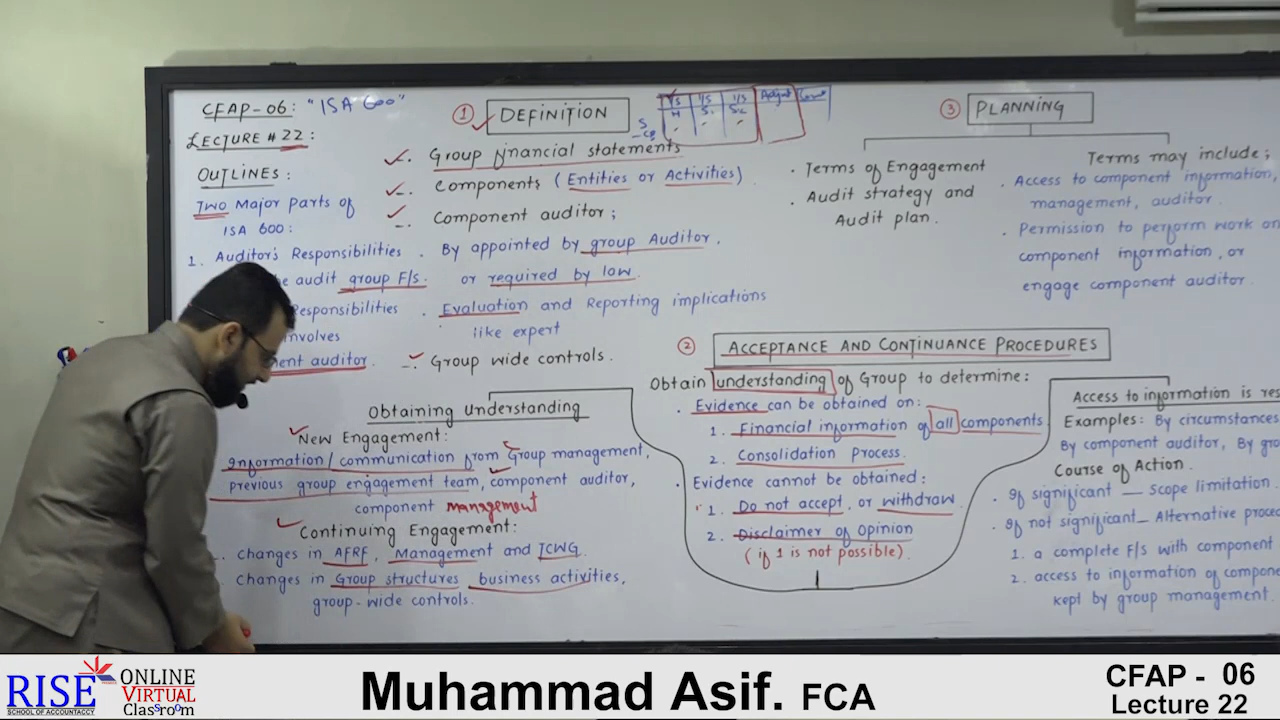 CFAP-06: "ISA 600"
LECTURE # 22:
OUTLINES:
TWO Major parts of
ISA 600:
1. Auditor's Responsibilities
audit group F/s.
Responsibilities
involves
auditor.
① DEFINITION
F/S F/S F/S Adjust
H S1 S2
Group financial statements
Components (Entities or Activities)
Component auditor;
By appointed by group Auditor,
or required by law.
Evaluation and Reporting implications
like expert
Group wide controls.
③ PLANNING
Terms of Engagement
Audit strategy and
Audit plan.
Terms may include;
Access to component information,
management, auditor.
Permission to perform work on
component information, or
engage component auditor.
② ACCEPTANCE AND CONTINUANCE PROCEDURES
Obtain understanding of Group to determine:
Evidence can be obtained on:
1. Financial information of all components
2. Consolidation Process.
Evidence cannot be obtained:
1. Do not accept, or withdraw
2. Disclaimer of Opinion
(if 1 is not possible).
Obtaining understanding
New Engagement:
Information/communication from Group management,
previous group engagement team, component auditor,
component management
Continuing Engagement:
changes in AFRF, Management and TCWG.
changes in Group structures business activities,
group-wide controls.
Access to information is
Examples: By circumstances
By component auditor, By
Course of Action.
If significant — Scope limitation.
If not significant — Alternative
1. a complete F/s with component
2. access to information of
kept by group management.
RISE
SCHOOL OF ACCOUNTANCY
ONLINE
VIRTUAL
Classroom
Muhammad Asif. FCA
CFAP - 06
Lecture 22